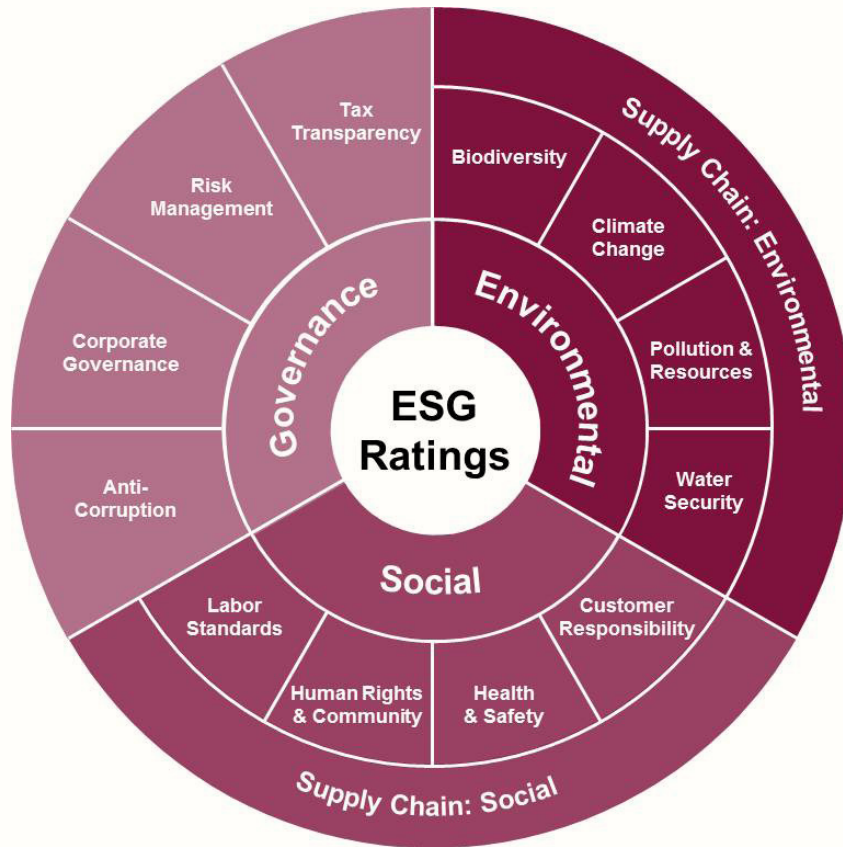 ESG
Ratings
Environmental
Biodiversity
Climate
Change
Pollution &
Resources
Water
Security
Supply Chain: Environmental
Social
Customer
Responsibility
Health
& Safety
Human Rights
& Community
Labor
Standards
Supply Chain: Social
Governance
Anti-
Corruption
Corporate
Governance
Risk
Management
Tax
Transparency